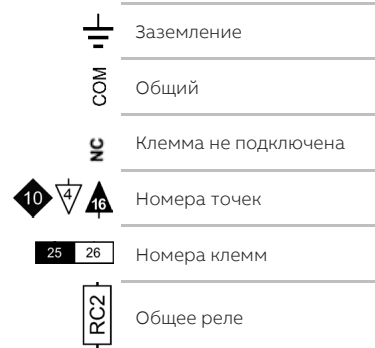 Заземление
COM Общий
NC Клемма не подключена
10 4 16 Номера точек
25 26 Номера клемм
RC2 Общее реле